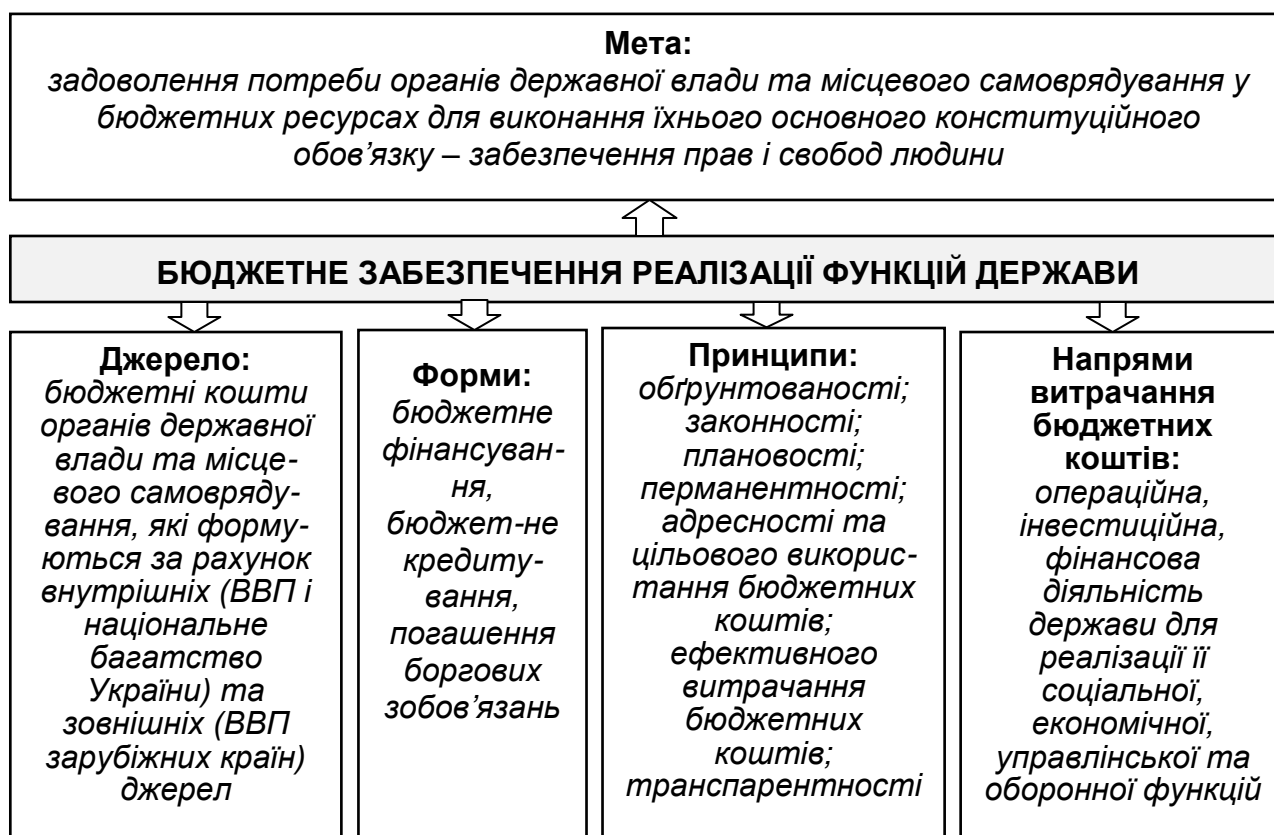 Мета:
задоволення потреби органів державної влади та місцевого самоврядування у
бюджетних ресурсах для виконання їхнього основного конституційного
обов’язку – забезпечення прав і свобод людини
БЮДЖЕТНЕ ЗАБЕЗПЕЧЕННЯ РЕАЛІЗАЦІЇ ФУНКЦІЙ ДЕРЖАВИ
Джерело:
бюджетні кошти
органів державної
влади та місце-
вого самовряду-
вання, які форму-
ються за рахунок
внутрішніх (ВВП і
національне
багатство
України) та
зовнішніх (ВВП
зарубіжних країн)
джерел
Форми:
бюджетне
фінансуван-
ня,
бюджет-не
кредиту-
вання,
погашення
боргових
зобов’язань
Принципи:
обґрунтованості;
законності;
плановості;
перманентності;
адресності та
цільового викорис-
тання бюджетних
коштів;
ефективного
витрачання
бюджетних
коштів;
транспарентності
Напрями
витрачання
бюджетних
коштів:
операційна,
інвестиційна,
фінансова
діяльність
держави для
реалізації її
соціальної,
економічної,
управлінської та
оборонної функцій